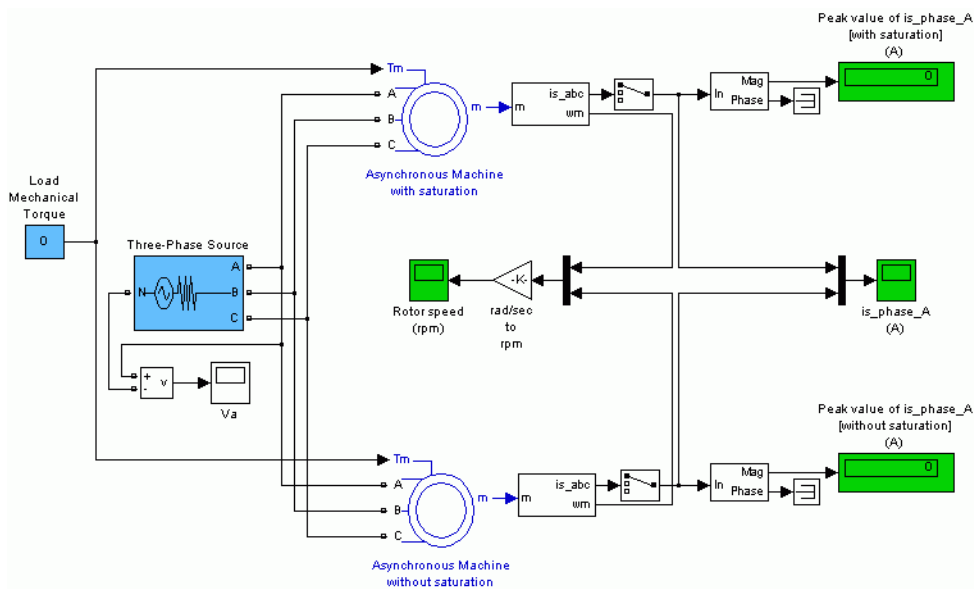 Peak value of is_phase_A
[with saturation]
(A)
0
Tm
A
B
C
m
m
is_abc
wm
In
Mag
Phase
Asynchronous Machine
with saturation
Load
Mechanical
Torque
0
Three-Phase Source
N
A
B
C
Rotor speed
(rpm)
-K-
rad/sec
to
rpm
is_phase_A
(A)
+
-
v
Va
Peak value of is_phase_A
[without saturation]
(A)
0
Tm
A
B
C
m
m
is_abc
wm
In
Mag
Phase
Asynchronous Machine
without saturation